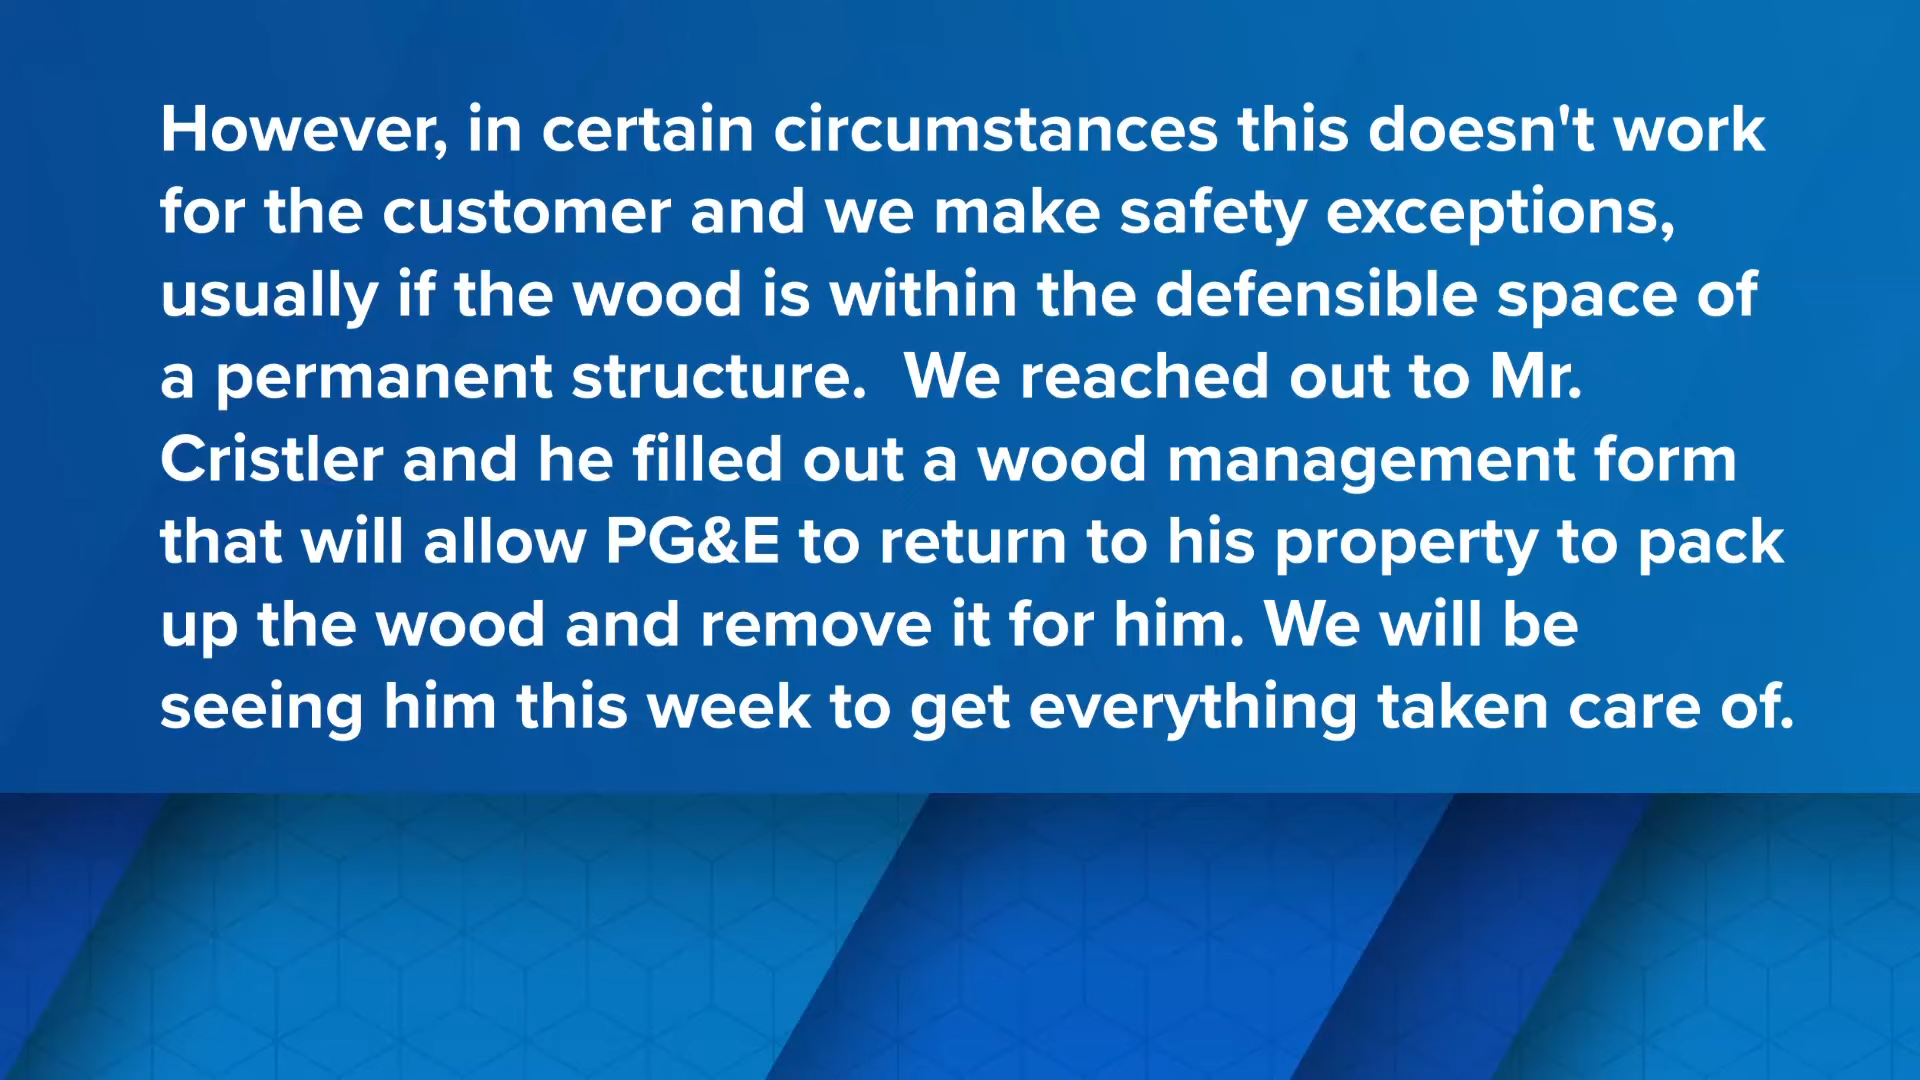 However, in certain circumstances this doesn't work
for the customer and we make safety exceptions,
usually if the wood is within the defensible space of
a permanent structure.  We reached out to Mr.
Cristler and he filled out a wood management form
that will allow PG&E to return to his property to pack
up the wood and remove it for him. We will be
seeing him this week to get everything taken care of.